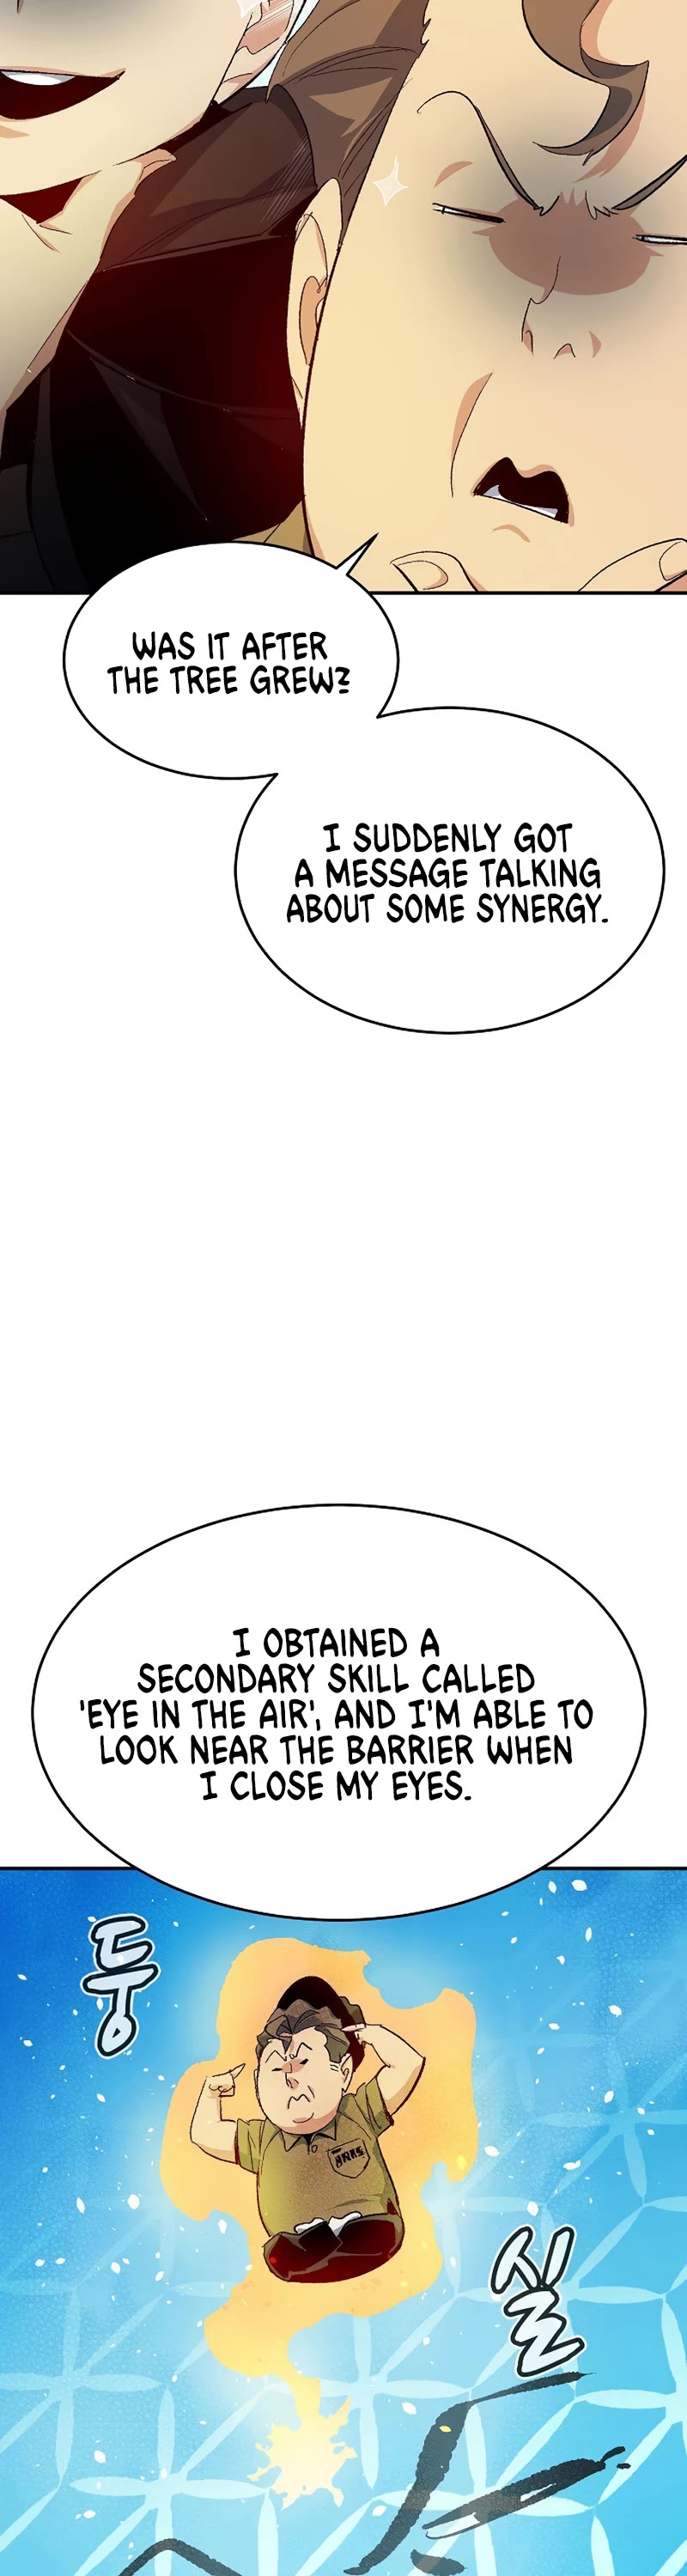 WAS IT AFTER
THE TREE GREW?
I SUDDENLY GOT
A MESSAGE TALKING
ABOUT SOME SYNERGY.
I OBTAINED A
SECONDARY SKILL CALLED
'EYE IN THE AIR', AND I'M ABLE TO
LOOK NEAR THE BARRIER WHEN
I CLOSE MY EYES.
둥
실